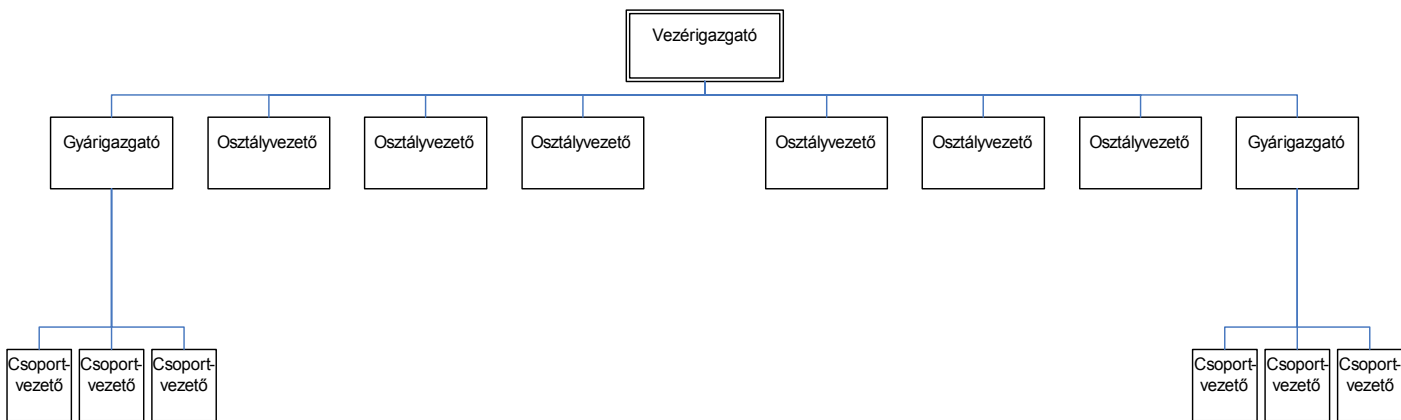 Vezérigazgató
Gyárigazgató
Osztályvezető
Osztályvezető
Osztályvezető
Osztályvezető
Osztályvezető
Osztályvezető
Gyárigazgató
Csoport-
vezető
Csoport-
vezető
Csoport-
vezető
Csoport-
vezető
Csoport-
vezető
Csoport-
vezető